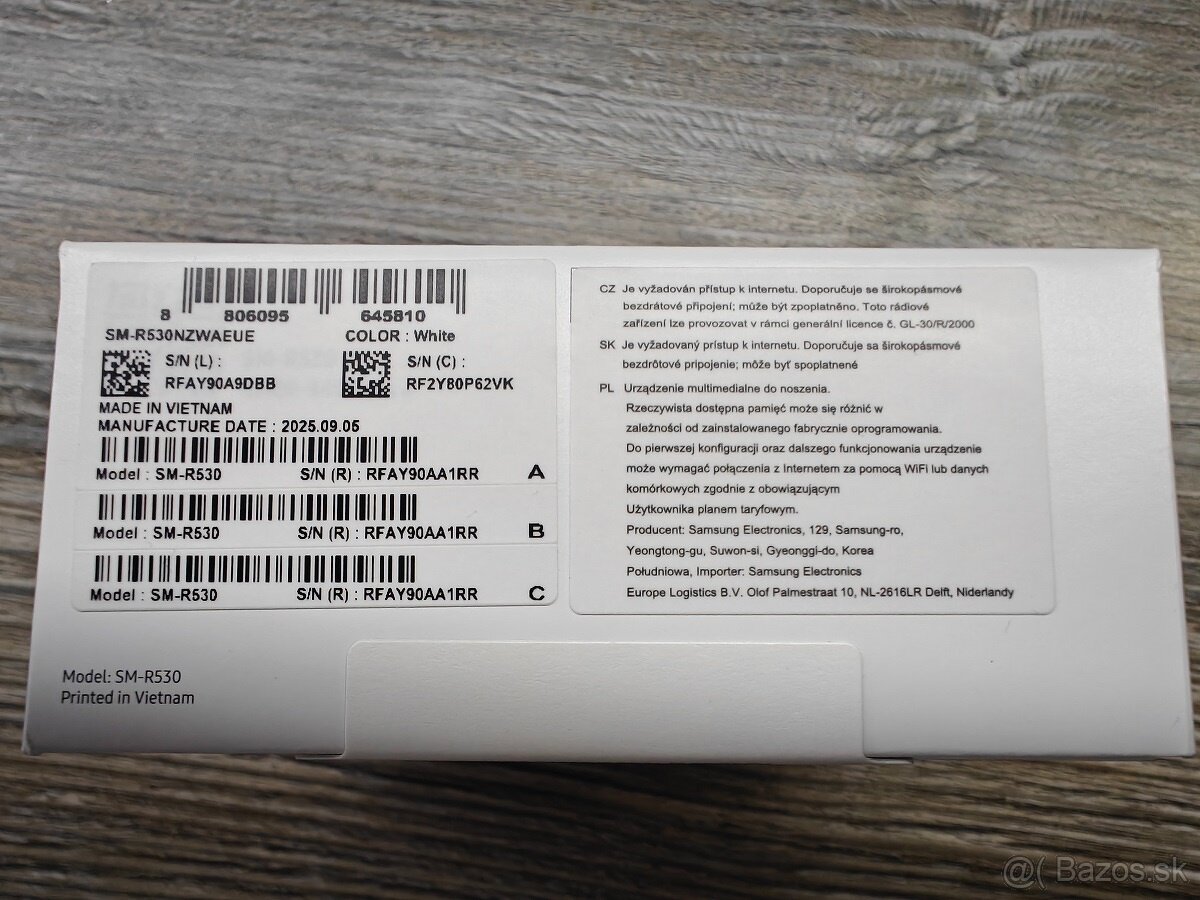 8 806095 645810
SM-R530NZWAEUE COLOR : White
S/N (L) :
RFAY90A9DBB
S/N (C) :
RF2Y80P62VK
MADE IN VIETNAM
MANUFACTURE DATE : 2025.09.05
Model : SM-R530 S/N (R) : RFAY90AA1RR A
Model : SM-R530 S/N (R) : RFAY90AA1RR B
Model : SM-R530 S/N (R) : RFAY90AA1RR C
Model: SM-R530
Printed in Vietnam
CZ Je vyžadován přístup k internetu. Doporučuje se širokopásmové
bezdrátové připojení; může být zpoplatněno. Toto rádiové
zařízení lze provozovat v rámci generální licence č. GL-30/R/2000
SK Je vyžadovaný prístup k internetu. Doporučuje sa širokopásmové
bezdrôtové pripojenie; môže byť spoplatnené
PL Urządzenie multimedialne do noszenia.
Rzeczywista dostępna pamięć może się różnić w
zależności od zainstalowanego fabrycznie oprogramowania.
Do pierwszej konfiguracji oraz dalszego funkcjonowania urządzenie
może wymagać połączenia z Internetem za pomocą WiFi lub danych
komórkowych zgodnie z obowiązującym
Użytkownika planem taryfowym.
Producent: Samsung Electronics, 129, Samsung-ro,
Yeongtong-gu, Suwon-si, Gyeonggi-do, Korea
Południowa, Importer: Samsung Electronics
Europe Logistics B.V. Olof Palmestraat 10, NL-2616LR Delft, Niderlandy
@( Bazos.sk